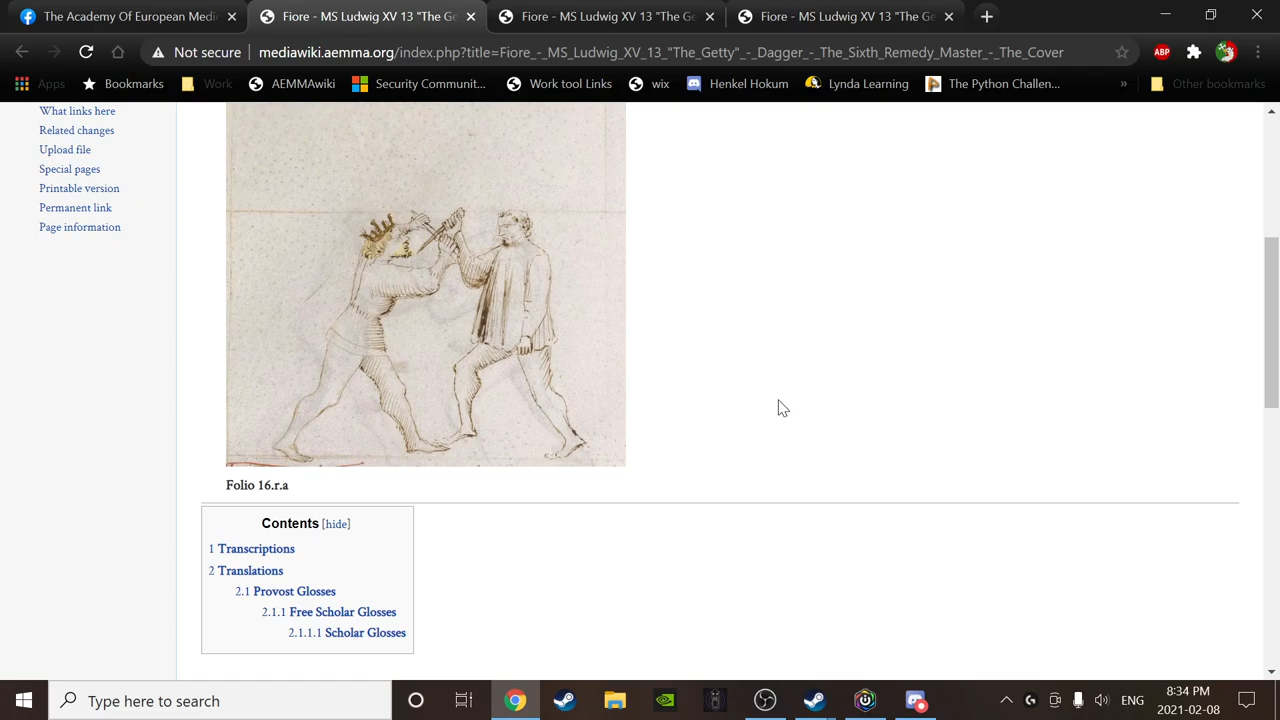 The Academy Of European Medi
Fiore - MS Ludwig XV 13 "The Ge
Fiore - MS Ludwig XV 13 "The Ge
Fiore - MS Ludwig XV 13 "The Ge
Not secure
mediawiki.aemma.org/index.php?title=Fiore_-_MS_Ludwig_XV_13_"The_Getty"_-_Dagger_-_The_Sixth_Remedy_Master_-_The_Cover
ABP
Apps
Bookmarks
Work
AEMMAwiki
Security Communit...
Work tool Links
wix
Henkel Hokum
Lynda Learning
The Python Challen...
»
Other bookmarks
What links here
Related changes
Upload file
Special pages
Printable version
Permanent link
Page information
Folio 16.r.a
Contents [hide]
1 Transcriptions
2 Translations
2.1 Provost Glosses
2.1.1 Free Scholar Glosses
2.1.1.1 Scholar Glosses
Type here to search
ENG
8:34 PM
2021-02-08